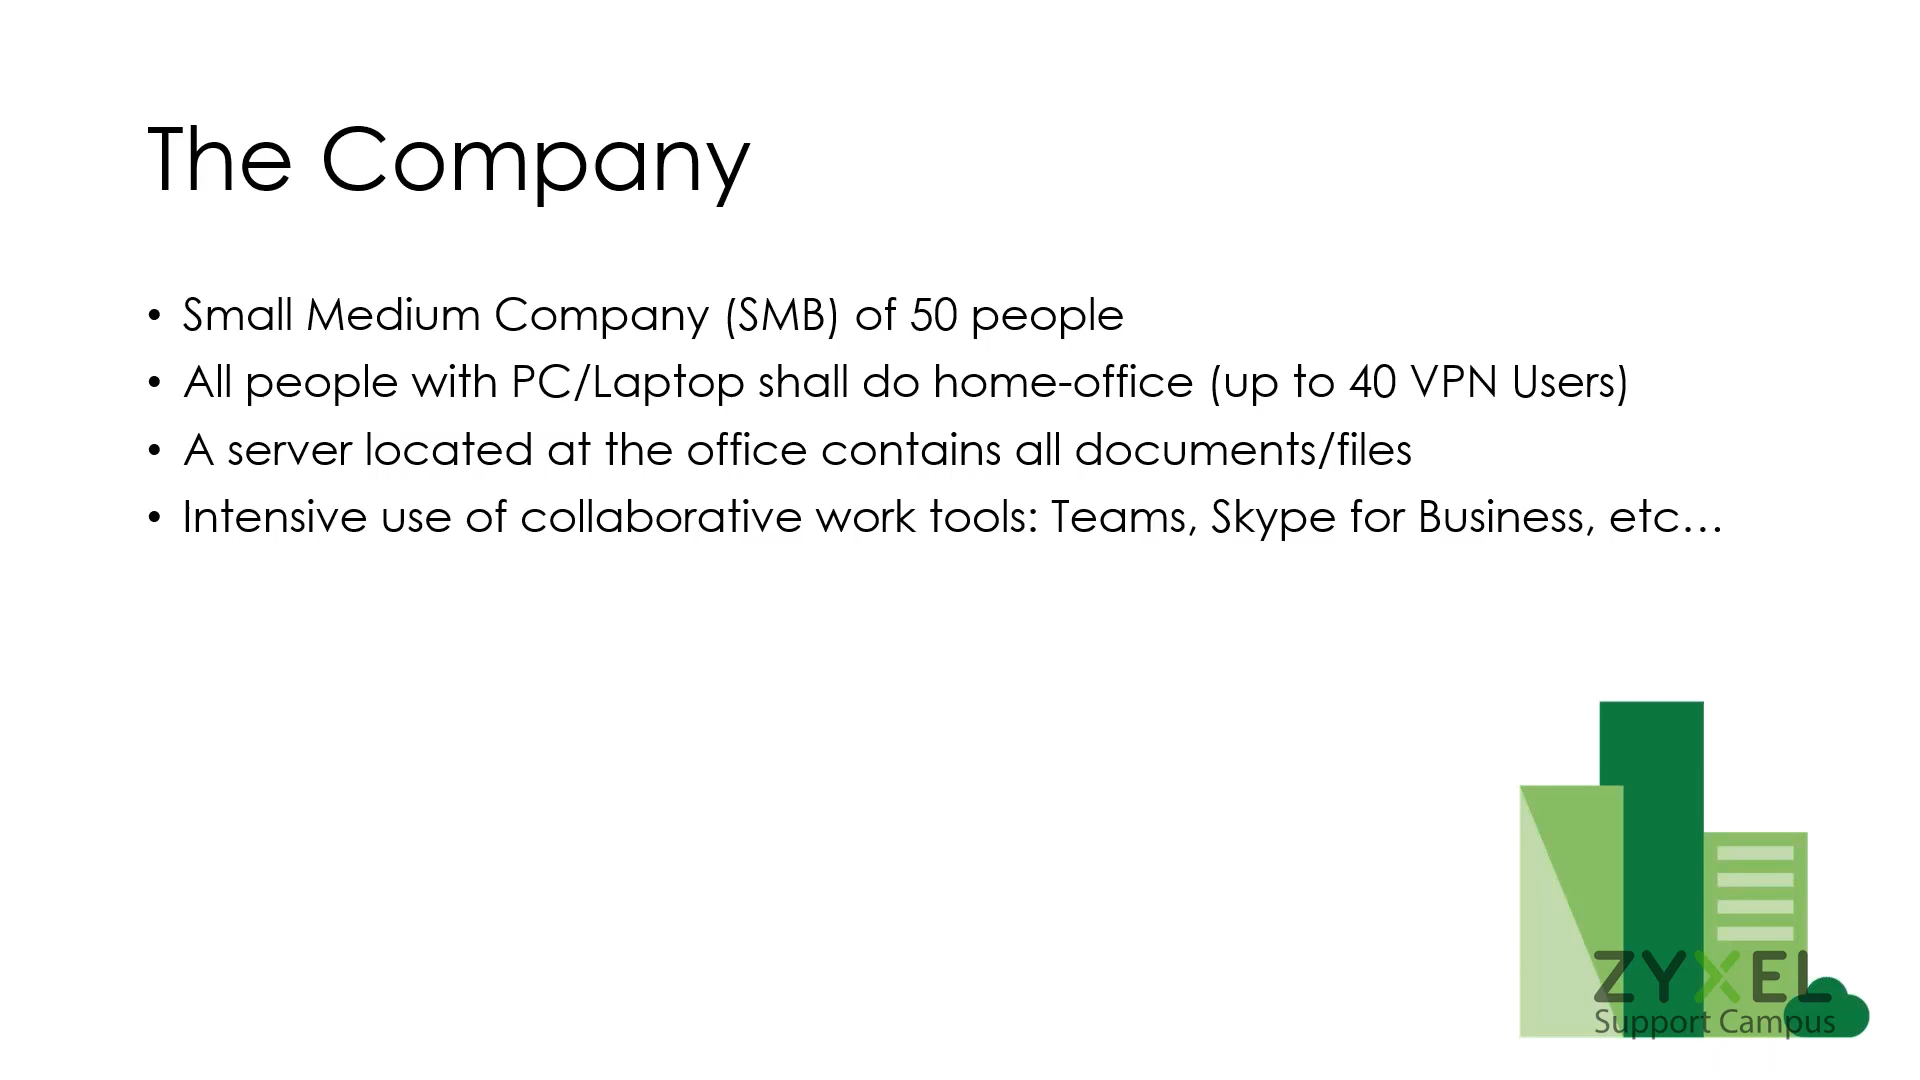 The Company
• Small Medium Company (SMB) of 50 people
• All people with PC/Laptop shall do home-office (up to 40 VPN Users)
• A server located at the office contains all documents/files
• Intensive use of collaborative work tools: Teams, Skype for Business, etc…
ZYXEL
Support Campus